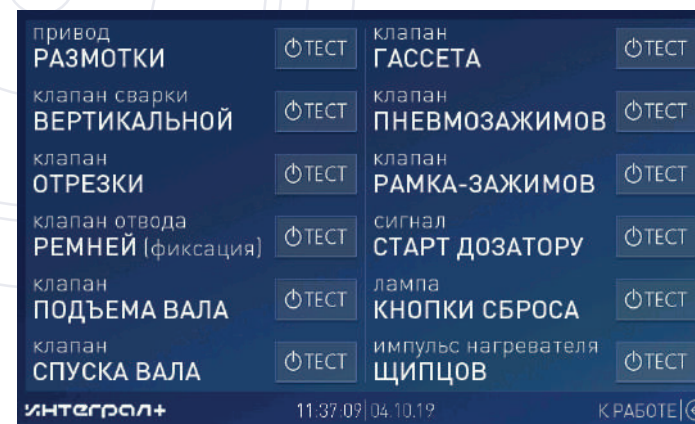 привод
РАЗМОТКИ
ТЕСТ
клапан
ГАССЕТА
ТЕСТ
клапан сварки
ВЕРТИКАЛЬНОЙ
ТЕСТ
клапан
ПНЕВМОЗАЖИМОВ
ТЕСТ
клапан
ОТРЕЗКИ
ТЕСТ
клапан
РАМКА-ЗАЖИМОВ
ТЕСТ
клапан отвода
РЕМНЕЙ (фиксация)
ТЕСТ
сигнал
СТАРТ ДОЗАТОРУ
ТЕСТ
клапан
ПОДЪЕМА ВАЛА
ТЕСТ
лампа
КНОПКИ СБРОСА
ТЕСТ
клапан
СПУСКА ВАЛА
ТЕСТ
импульс нагревателя
ЩИПЦОВ
ТЕСТ
интеграл+
11:37:09 | 04.10.19
К РАБОТЕ